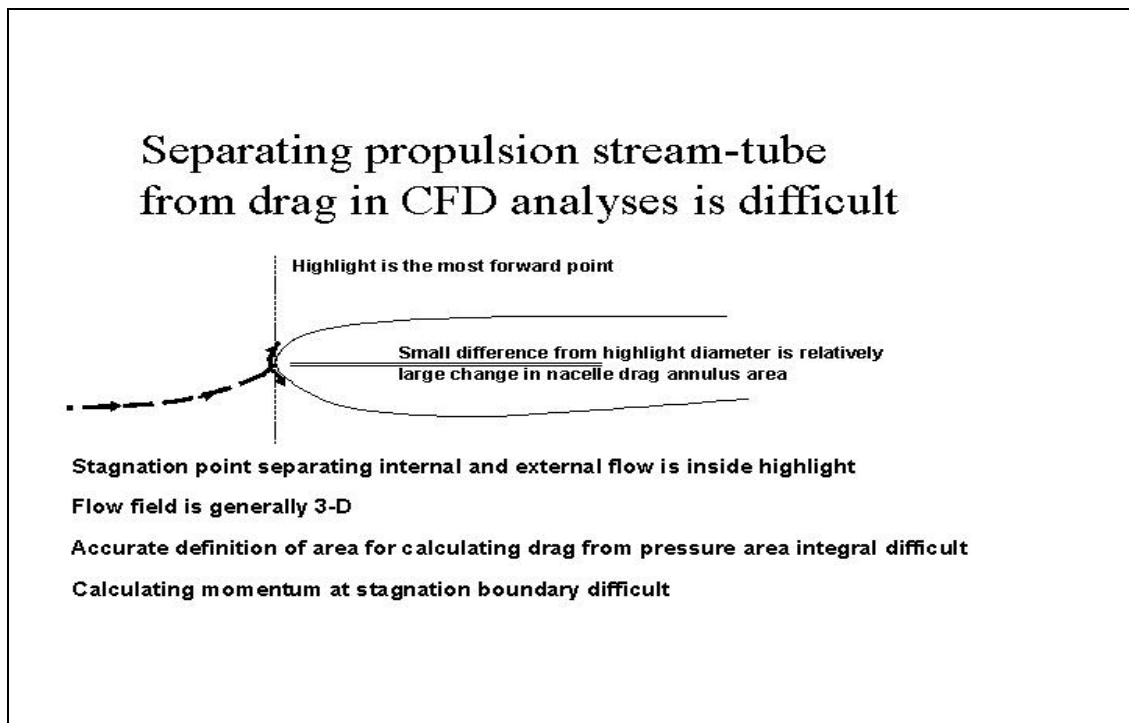 Separating propulsion stream-tube
from drag in CFD analyses is difficult
Highlight is the most forward point
Small difference from highlight diameter is relatively
large change in nacelle drag annulus area
Stagnation point separating internal and external flow is inside highlight
Flow field is generally 3-D
Accurate definition of area for calculating drag from pressure area integral difficult
Calculating momentum at stagnation boundary difficult